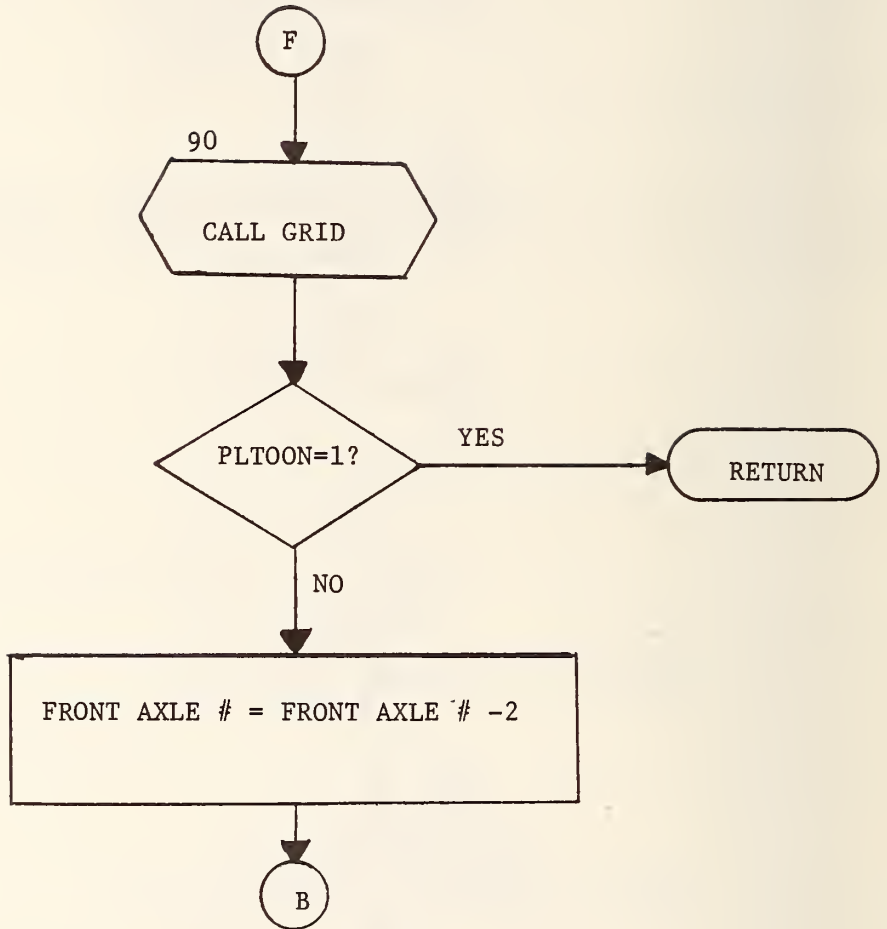 F
90
CALL GRID
PLTOON=1?
YES
RETURN
NO
FRONT AXLE # = FRONT AXLE # -2
B